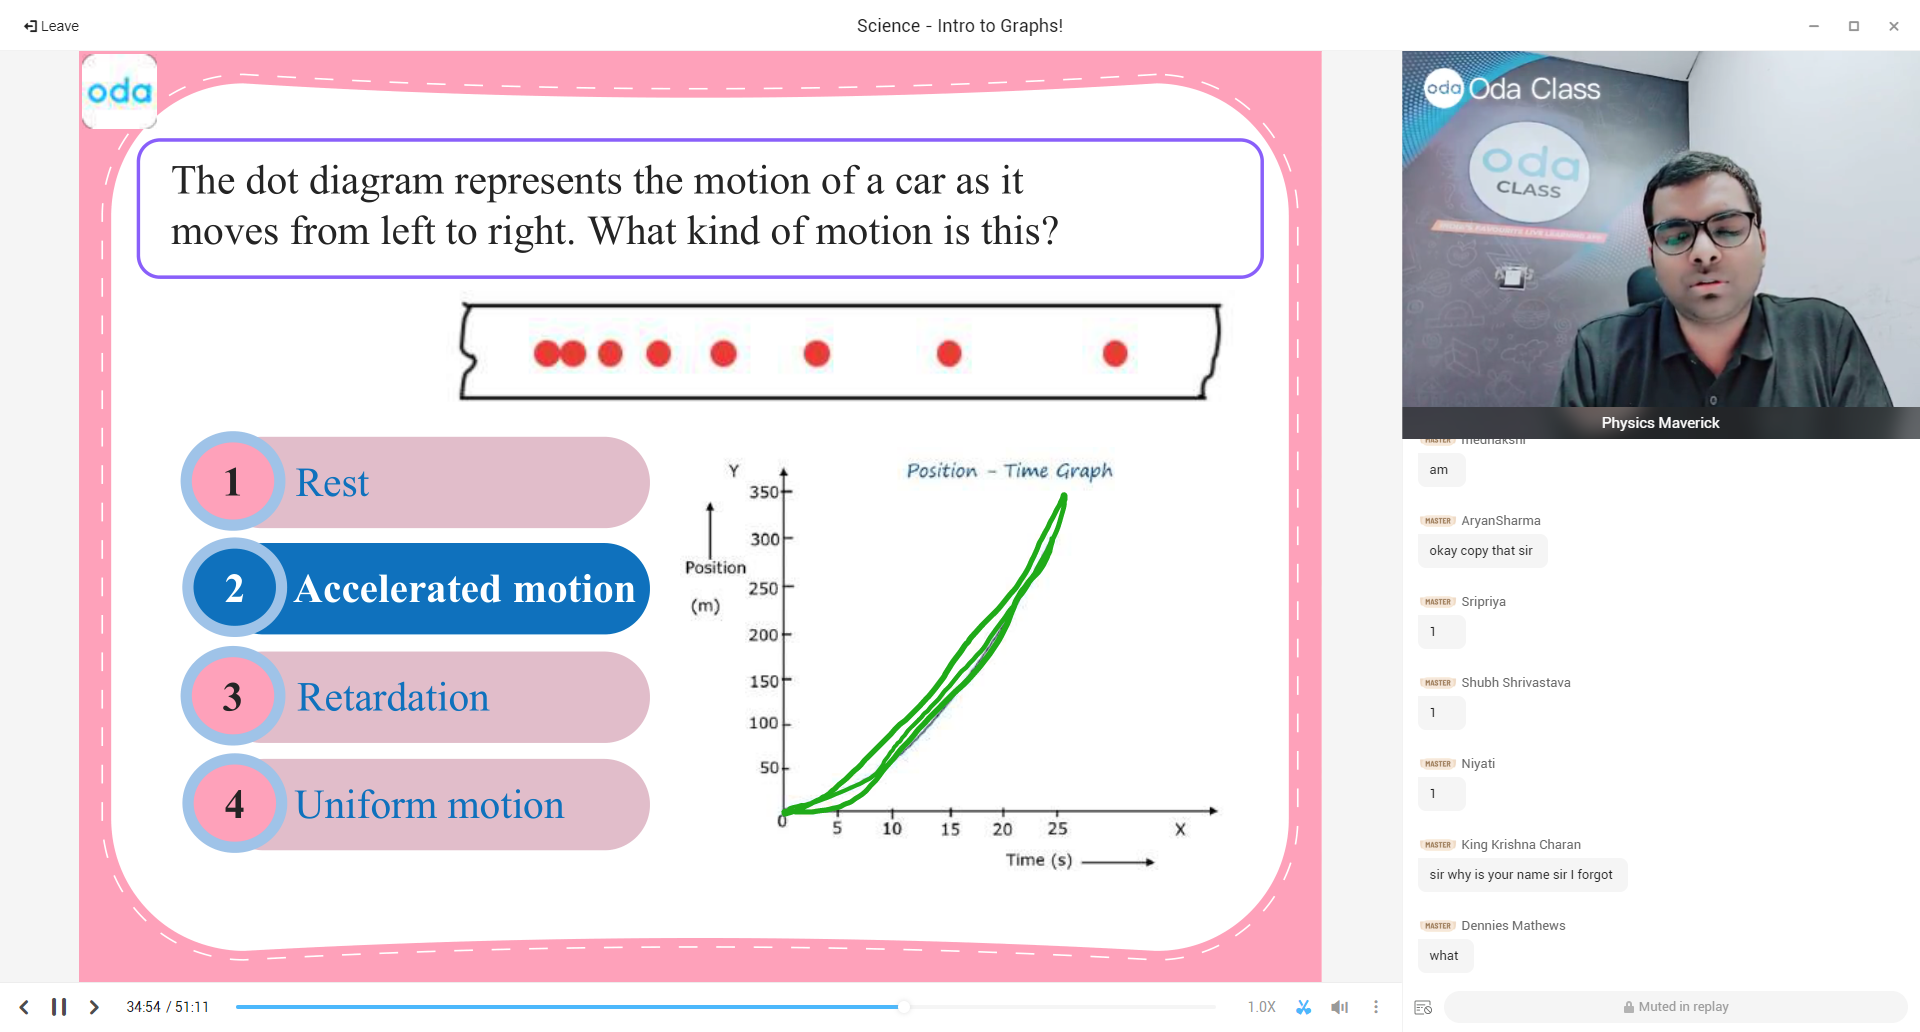 Leave
Science - Intro to Graphs!
oda
The dot diagram represents the motion of a car as it
moves from left to right. What kind of motion is this?
1 Rest
2 Accelerated motion
3 Retardation
4 Uniform motion
Position - Time Graph
Y
350
300
Position
250
(m)
200
150
100
50
0 5 10 15 20 25 X
Time (s)
oda Oda Class
oda
CLASS
Physics Maverick
MASTER medhakshi
am
MASTER AryanSharma
okay copy that sir
MASTER Sripriya
1
MASTER Shubh Shrivastava
1
MASTER Niyati
1
MASTER King Krishna Charan
sir why is your name sir I forgot
MASTER Dennies Mathews
what
34:54 / 51:11
1.0X
Muted in replay